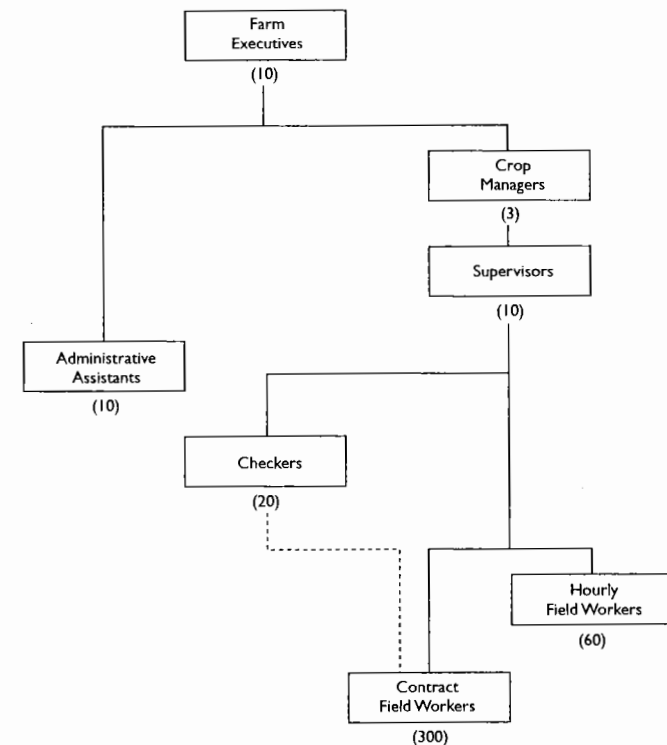 Farm
Executives
(10)
Crop
Managers
(3)
Supervisors
(10)
Administrative
Assistants
(10)
Checkers
(20)
Hourly
Field Workers
(60)
Contract
Field Workers
(300)